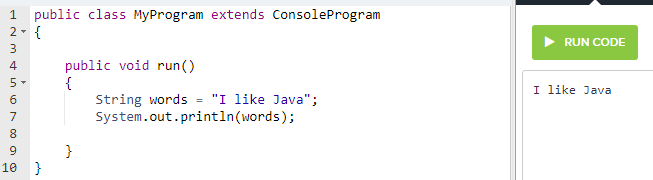 1 public class MyProgram extends ConsoleProgram
2 {
3
4     public void run()
5     {
6         String words = "I like Java";
7         System.out.println(words);
8
9     }
10 }
RUN CODE
I like Java